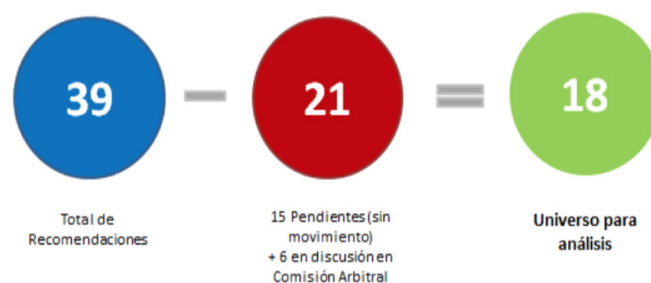 39
21
18
Total de
Recomendaciones
15 Pendientes (sin
movimiento)
+ 6 en discusión en
Comisión Arbitral
Universo para
análisis